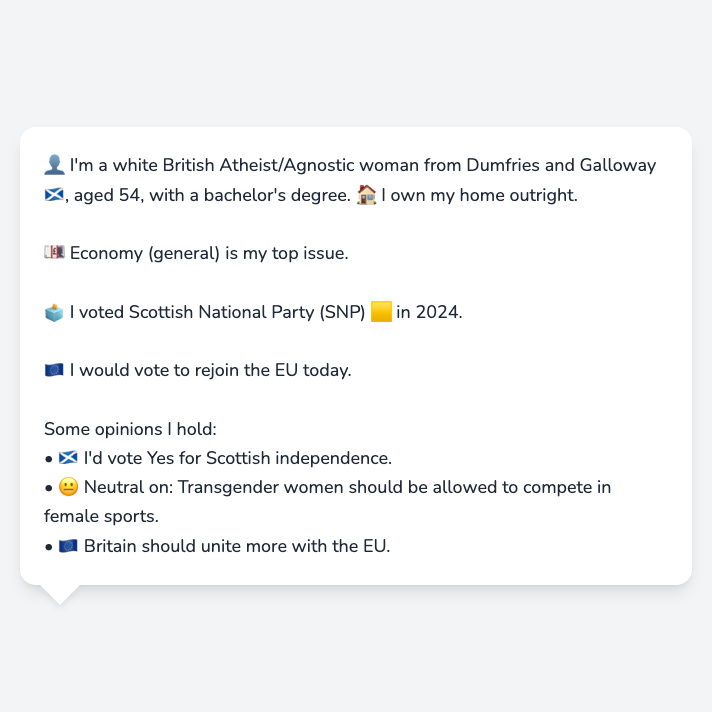 👤 I'm a white British Atheist/Agnostic woman from Dumfries and Galloway
🏴󠁧󠁢󠁳󠁣󠁴󠁿, aged 54, with a bachelor's degree. 🏠 I own my home outright.
💷 Economy (general) is my top issue.
🗳️ I voted Scottish National Party (SNP) 🟨 in 2024.
🇪🇺 I would vote to rejoin the EU today.
Some opinions I hold:
• 🏴󠁧󠁢󠁳󠁣󠁴󠁿 I'd vote Yes for Scottish independence.
• 😐 Neutral on: Transgender women should be allowed to compete in
female sports.
• 🇪🇺 Britain should unite more with the EU.